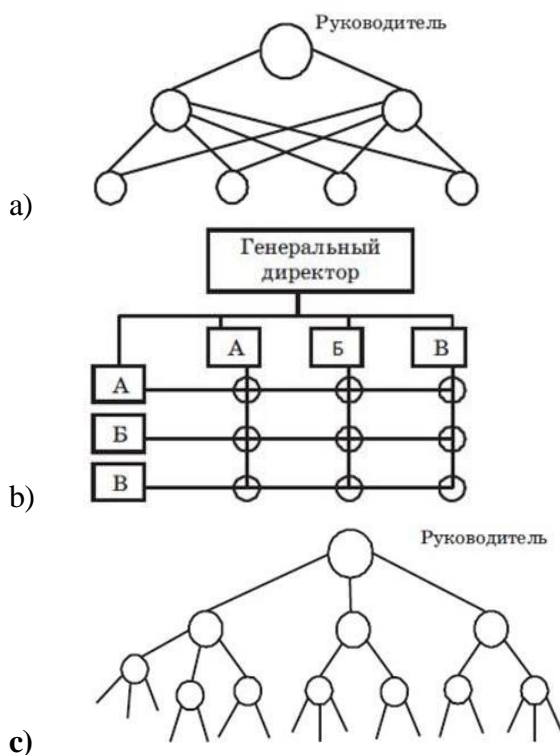 Руководитель
a)
Генеральный
директор
А Б В
А
Б
В
b)
Руководитель
c)